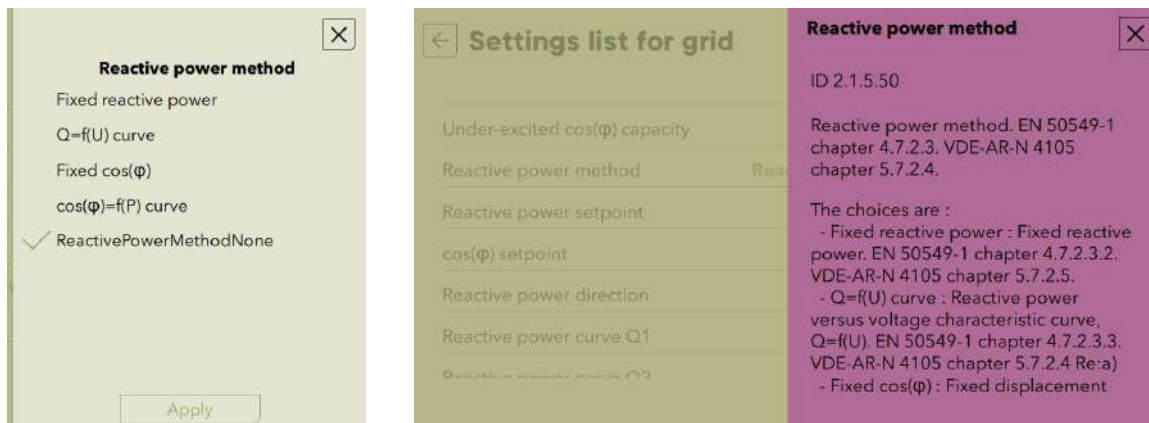 Reactive power method
Fixed reactive power
Q=f(U) curve
Fixed cos(φ)
cos(φ)=f(P) curve
ReactivePowerMethodNone
Apply
Settings list for grid
Under-excited cos(φ) capacity
Reactive power method
Reactive power setpoint
cos(φ) setpoint
Reactive power direction
Reactive power curve Q1
Reactive power method
ID 2.1.5.50
Reactive power method. EN 50549-1
chapter 4.7.2.3. VDE-AR-N 4105
chapter 5.7.2.4.
The choices are :
- Fixed reactive power : Fixed reactive
power. EN 50549-1 chapter 4.7.2.3.2.
VDE-AR-N 4105 chapter 5.7.2.5.
- Q=f(U) curve : Reactive power
versus voltage characteristic curve,
Q=f(U). EN 50549-1 chapter 4.7.2.3.3.
VDE-AR-N 4105 chapter 5.7.2.4 Re:a)
- Fixed cos(φ) : Fixed displacement